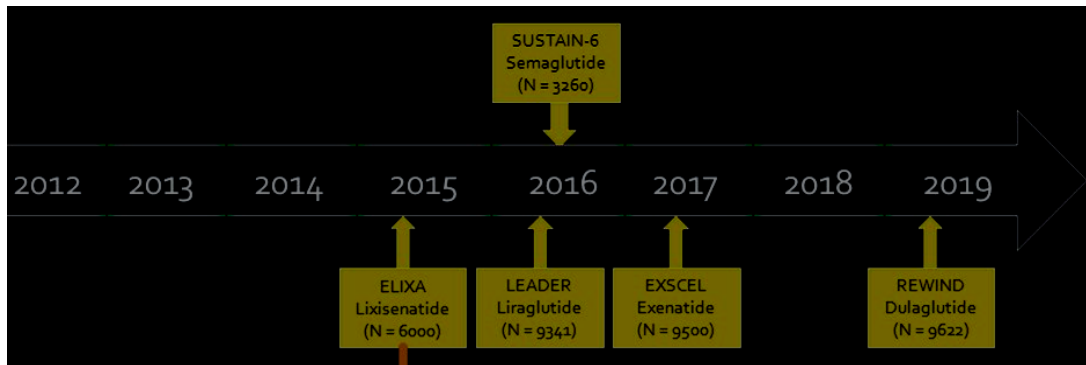 SUSTAIN-6
Semaglutide
(N = 3260)
2012 2013 2014 2015 2016 2017 2018 2019
ELIXA
Lixisenatide
(N = 6000)
LEADER
Liraglutide
(N = 9341)
EXSCEL
Exenatide
(N = 9500)
REWIND
Dulaglutide
(N = 9622)